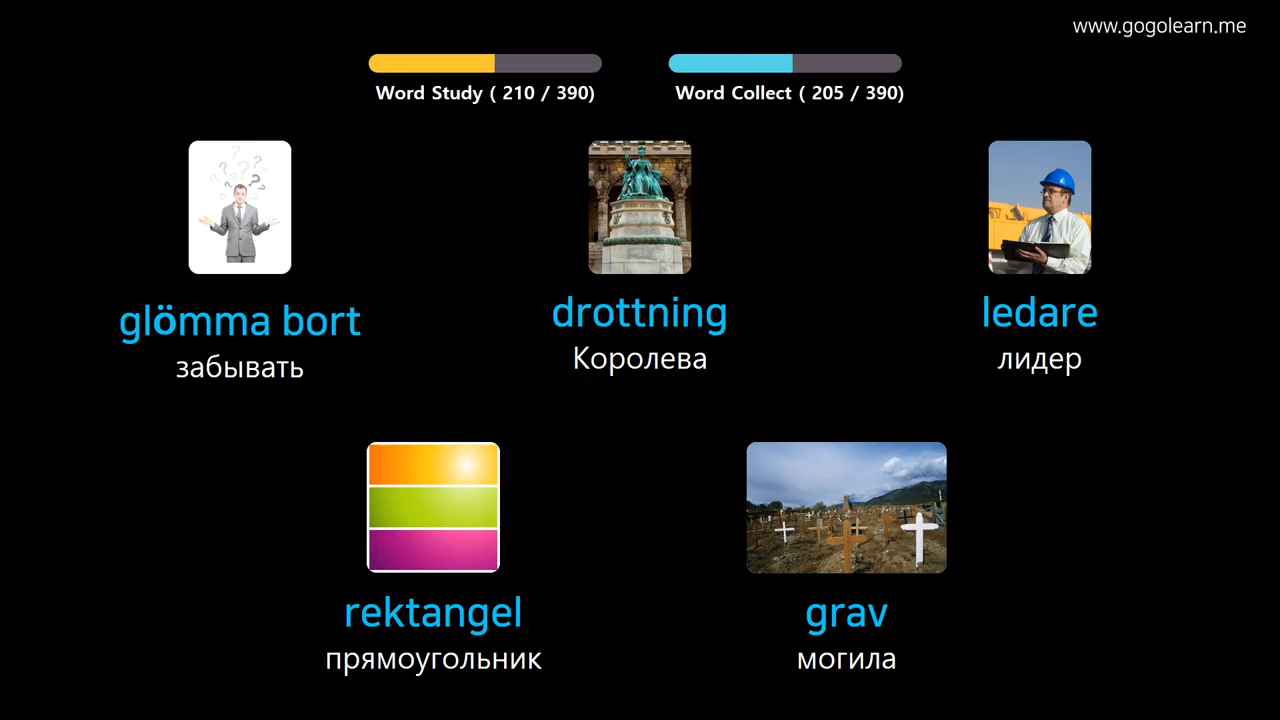 www.gogolearn.me
Word Study ( 210 / 390)
Word Collect ( 205 / 390)
glömma bort
забывать
drottning
Королева
ledare
лидер
rektangel
прямоугольник
grav
могила